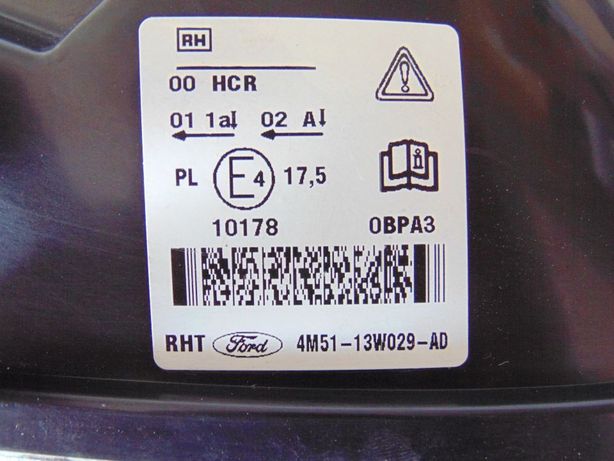 RH
00 HCR
01 1a 02 A
PL E4 17,5
10178 0BPA3
RHT Ford 4M51-13W029-AD